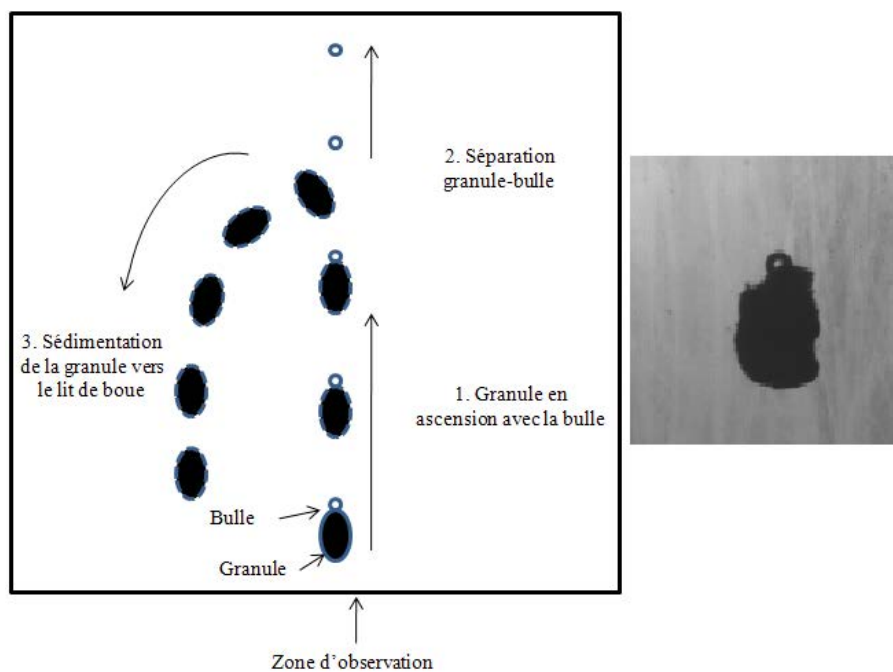 2. Séparation
granule-bulle
3. Sédimentation
de la granule vers
le lit de boue
1. Granule en
ascension avec la bulle
Bulle
Granule
Zone d'observation